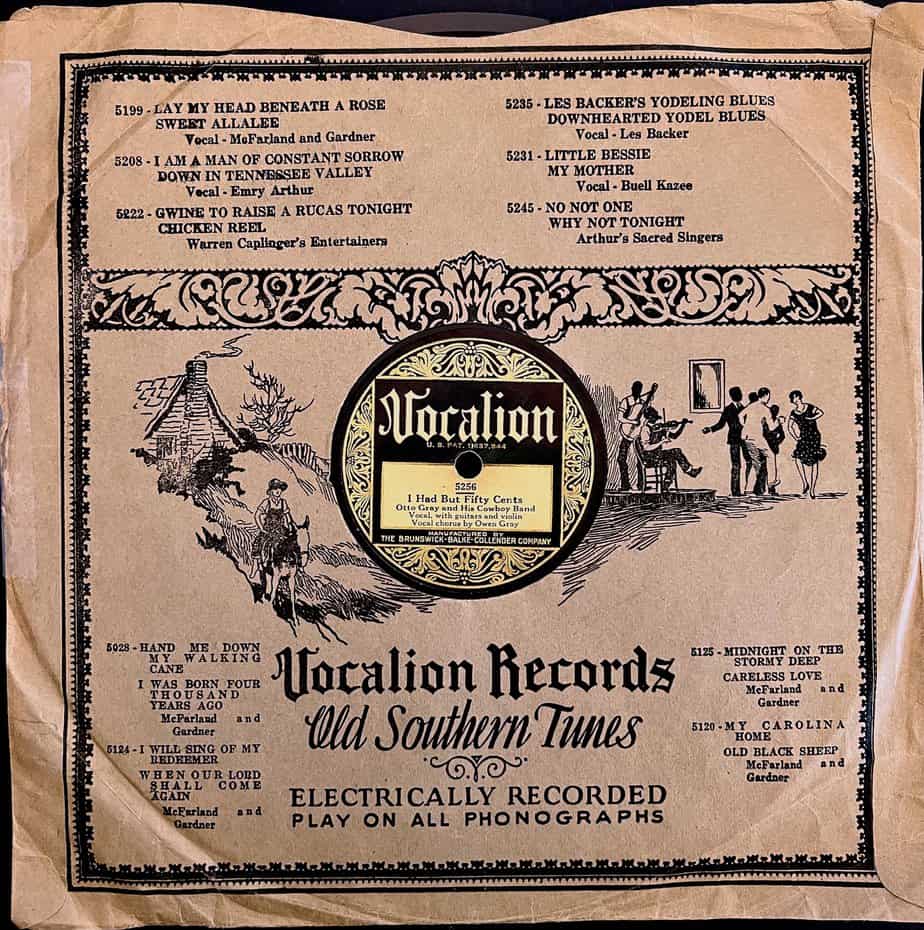 5199 - LAY MY HEAD BENEATH A ROSE
SWEET ALLALEE
Vocal - McFarland and Gardner
5208 - I AM A MAN OF CONSTANT SORROW
DOWN IN TENNESSEE VALLEY
Vocal - Emry Arthur
5222 - GWINE TO RAISE A RUCAS TONIGHT
CHICKEN REEL
Warren Caplinger's Entertainers
5235 - LES BACKER'S YODELING BLUES
DOWNHEARTED YODEL BLUES
Vocal - Les Backer
5231 - LITTLE BESSIE
MY MOTHER
Vocal - Buell Kazee
5245 - NO NOT ONE
WHY NOT TONIGHT
Arthur's Sacred Singers
Vocalion
U. S. PAT. 1637,544
5256
I Had But Fifty Cents
Otto Gray and His Cowboy Band
Vocal, with guitars and violin
Vocal chorus by Owen Gray
MANUFACTURED BY
THE BRUNSWICK-BALKE-COLLENDER COMPANY
5028 - HAND ME DOWN
MY WALKING
CANE
I WAS BORN FOUR
THOUSAND
YEARS AGO
McFarland and
Gardner
5124 - I WILL SING OF MY
REDEEMER
WHEN OUR LORD
SHALL COME
AGAIN
McFarland and
Gardner
Vocalion Records
Old Southern Tunes
ELECTRICALLY RECORDED
PLAY ON ALL PHONOGRAPHS
5125 - MIDNIGHT ON THE
STORMY DEEP
CARELESS LOVE
McFarland and
Gardner
5120 - MY CAROLINA
HOME
OLD BLACK SHEEP
McFarland and
Gardner